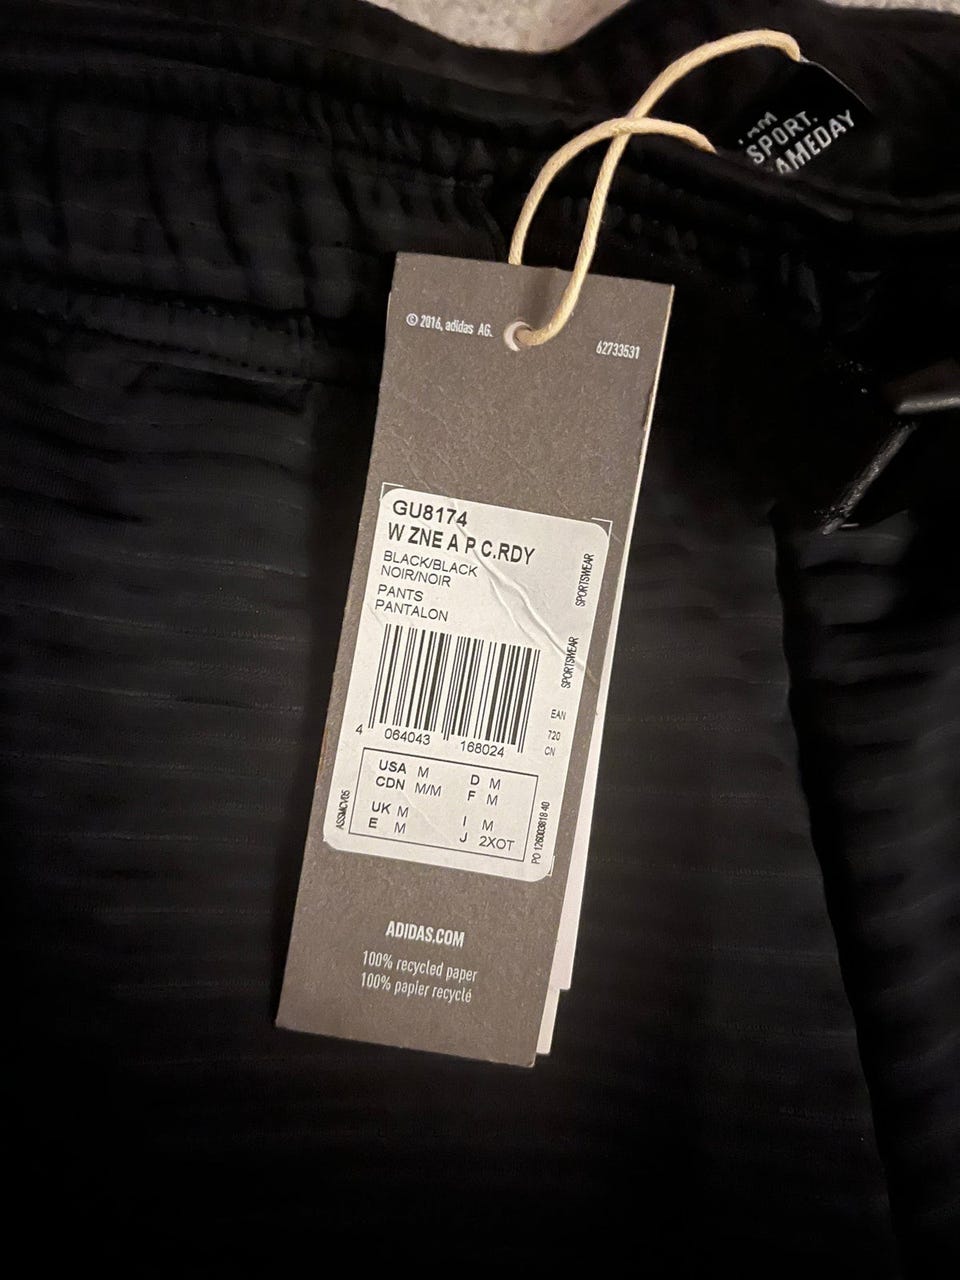 SPORT.
© 2016, adidas AG.
62733531
GU8174
W ZNE A P C.RDY
BLACK/BLACK
NOIR/NOIR
PANTS
PANTALON
SPORTSWEAR
SPORTSWEAR
EAN
720
CN
4 064043 168024
USA M D M
CDN M/M F M
UK M I M
E M J 2XOT
ADIDAS.COM
100% recycled paper
100% papier recyclé